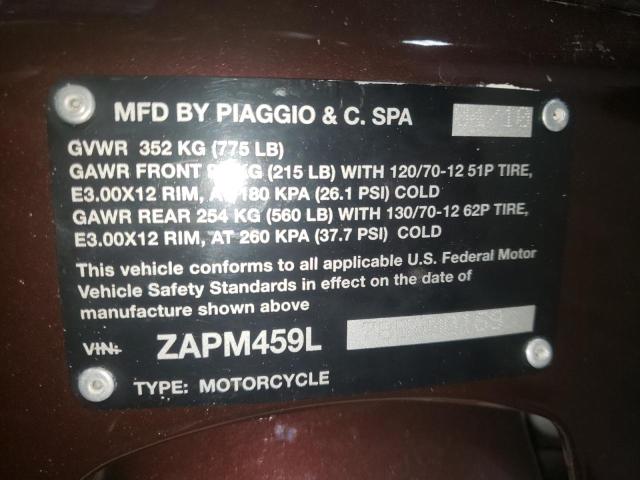 MFD BY PIAGGIO & C. SPA
GVWR 352 KG (775 LB)
GAWR FRONT KG (215 LB) WITH 120/70-12 51P TIRE,
E3.00X12 RIM, AT 180 KPA (26.1 PSI) COLD
GAWR REAR 254 KG (560 LB) WITH 130/70-12 62P TIRE,
E3.00X12 RIM, AT 260 KPA (37.7 PSI) COLD
This vehicle conforms to all applicable U.S. Federal Motor
Vehicle Safety Standards in effect on the date of
manufacture shown above
VIN: ZAPM459L
TYPE: MOTORCYCLE